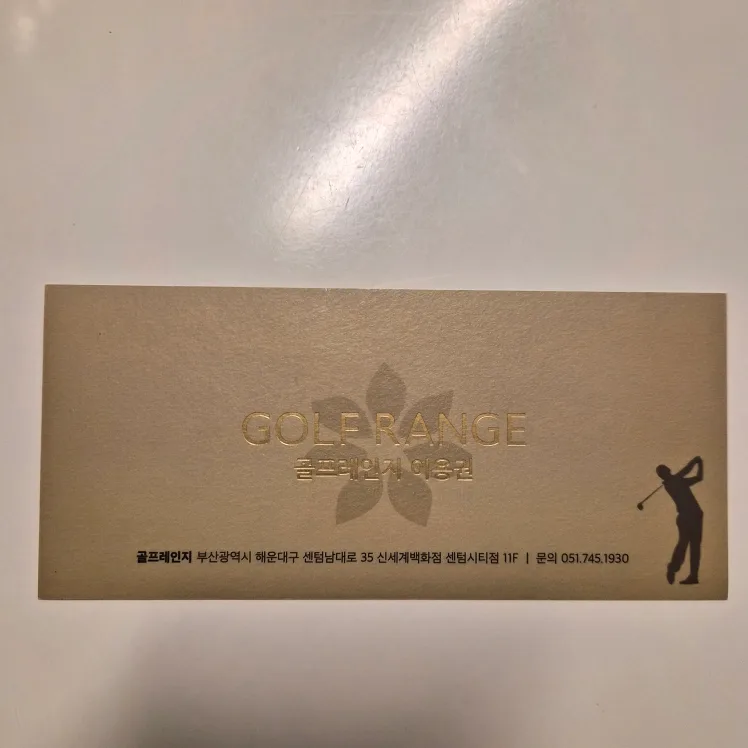 GOLF RANGE
골프레인지 이용권
골프레인지 부산광역시 해운대구 센텀남대로 35 신세계백화점 센텀시티점 11F | 문의 051.745.1930